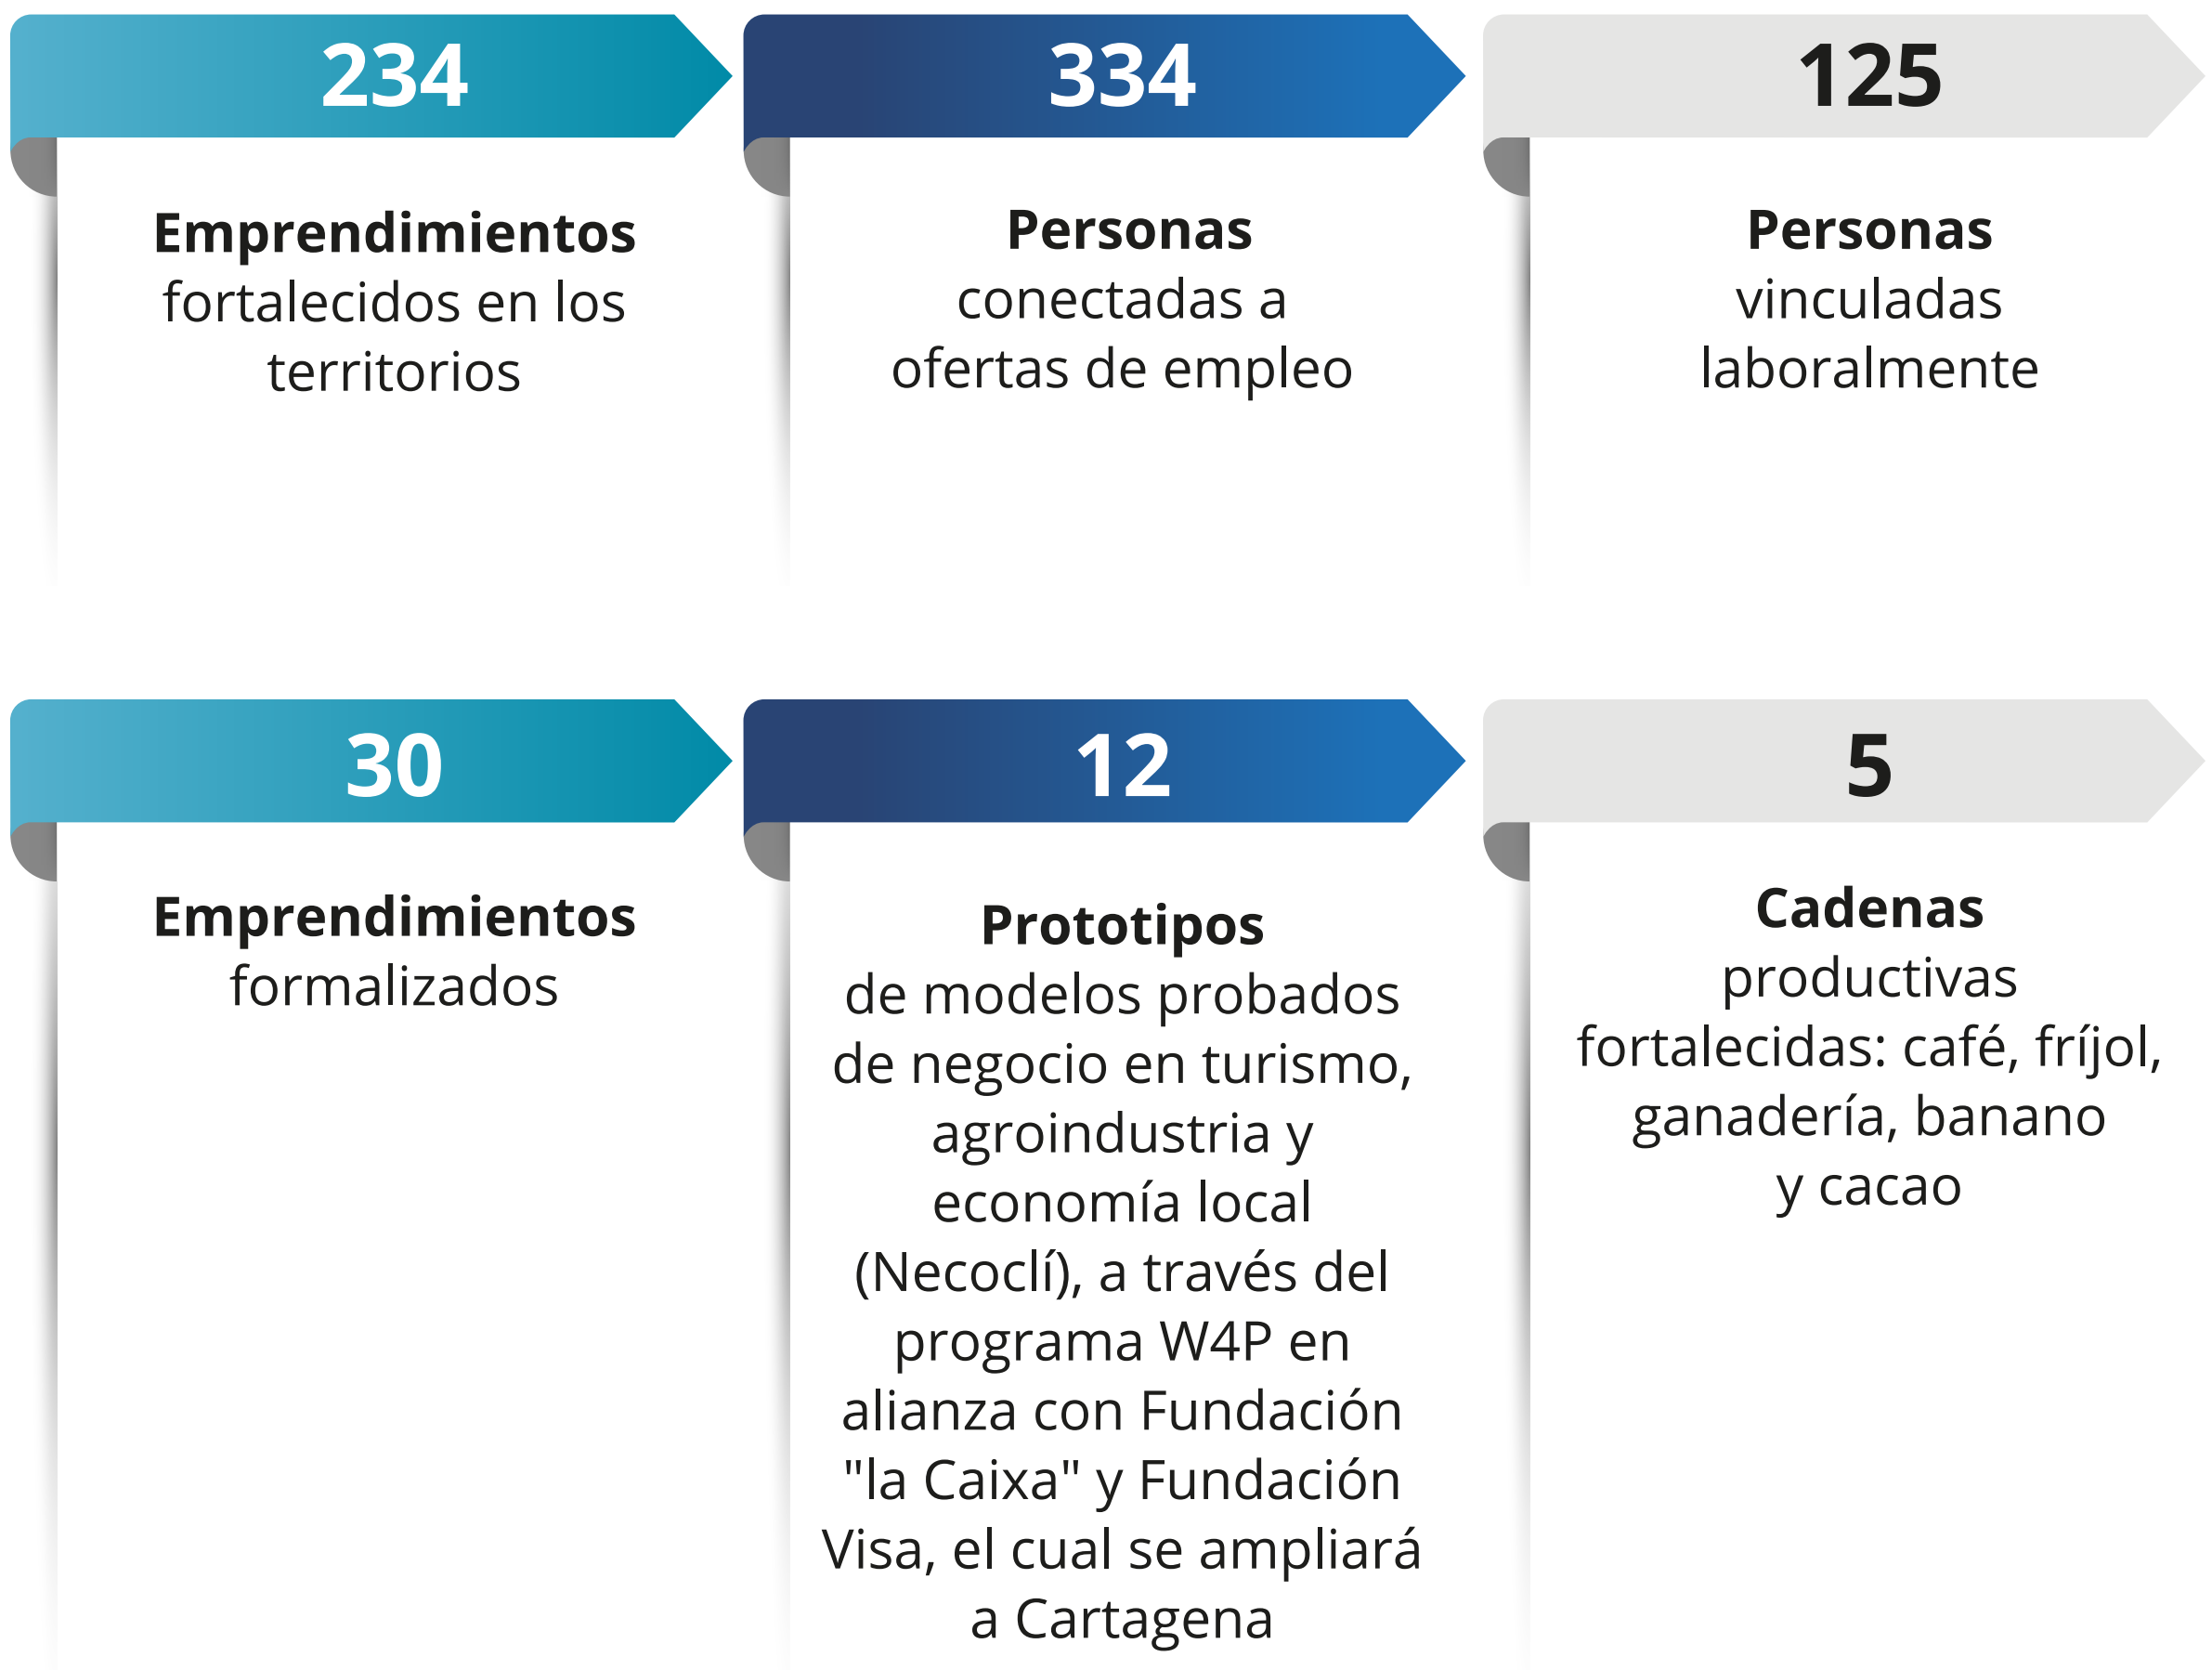 234
Emprendimientos
fortalecidos en los
territorios
334
Personas
conectadas a
ofertas de empleo
125
Personas
vinculadas
laboralmente
30
Emprendimientos
formalizados
12
Prototipos
de modelos probados
de negocio en turismo,
agroindustria y
economía local
(Necoclí), a través del
programa W4P en
alianza con Fundación
"la Caixa" y Fundación
Visa, el cual se ampliará
a Cartagena
5
Cadenas
productivas
fortalecidas: café, fríjol,
ganadería, banano
y cacao